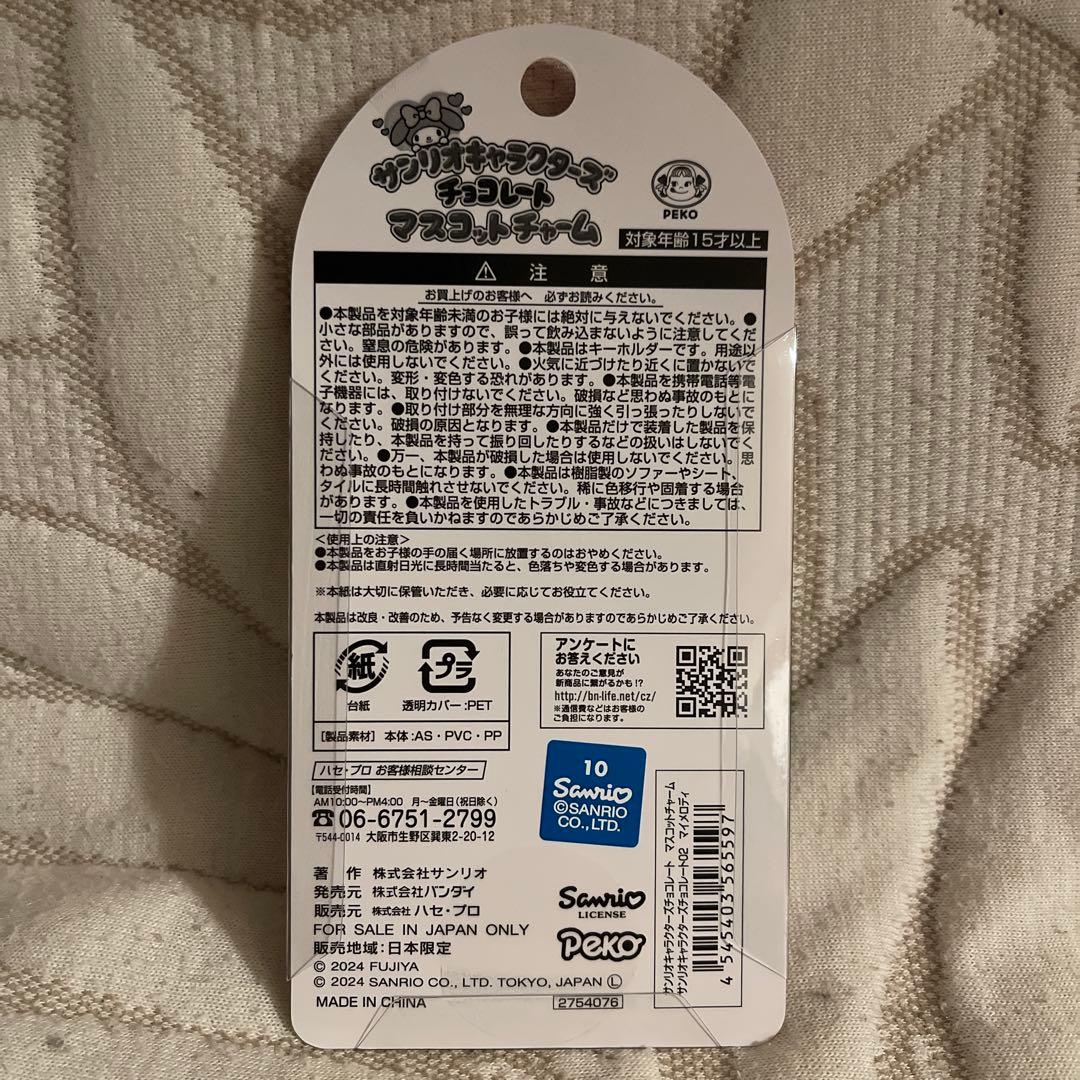 サンリオキャラクターズ
チョコレート
マスコットチャーム
PEKO
対象年齢15才以上
⚠ 注 意
お買上げのお客様へ 必ずお読みください。
●本製品を対象年齢未満のお子様には絶対に与えないでください。●
小さな部品がありますので、誤って飲み込まないように注意してくだ
さい。窒息の危険があります。●本製品はキーホルダーです。用途以
外には使用しないでください。●火気に近づけたり近くに置かないで
ください。変形・変色する恐れがあります。●本製品を携帯電話等電
子機器には、取り付けないでください。破損など思わぬ事故のもとに
なります。●取り付け部分を無理な方向に強く引っ張ったりしないで
ください。破損の原因となります。●本製品だけで装着した製品を保
持したり、本製品を持って振り回したりするなどの扱いはしないでく
ださい。●万一、本製品が破損した場合は使用しないでください。思
わぬ事故のもとになります。●本製品は樹脂製のソファーやシート、
タイルに長時間触れさせないでください。稀に色移行や固着する場合
があります。●本製品を使用したトラブル・事故などにつきましては、
一切の責任を負いかねますのであらかじめご了承ください。
＜使用上の注意＞
●本製品をお子様の手の届く場所に放置するのはおやめください。
●本製品は直射日光に長時間当たると、色落ちや変色する場合があります。
※本紙は大切に保管いただき、必要に応じてお役立てください。
本製品は改良・改善のため、予告なく変更する場合がありますのであらかじめご了承ください。
紙
台紙
プラ
透明カバー:PET
[製品素材] 本体:AS・PVC・PP
アンケートに
お答えください
あなたのご意見が
新商品に繋がるかも!?
http://bn-life.net/cz/
※通信費などはお客様の
ご負担になります。
ハセ・プロ お客様相談センター
【電話受付時間】
AM10:00〜PM4:00 月〜金曜日(祝日除く)
☎06-6751-2799
〒544-0014 大阪市生野区巽東2-20-12
10
Sanrio
©SANRIO
CO., LTD.
著 作 株式会社サンリオ
発売元 株式会社バンダイ
販売元 株式会社 ハセ・プロ
FOR SALE IN JAPAN ONLY
販売地域:日本限定
© 2024 FUJIYA
© 2024 SANRIO CO., LTD. TOKYO, JAPAN Ⓛ
MADE IN CHINA
2754076
Sanrio
LICENSE
Peko
サンリオキャラクターズチョコレート マスコットチャーム
サンリオキャラクターズチョコレート02 マイメロディ
4 545403 565597